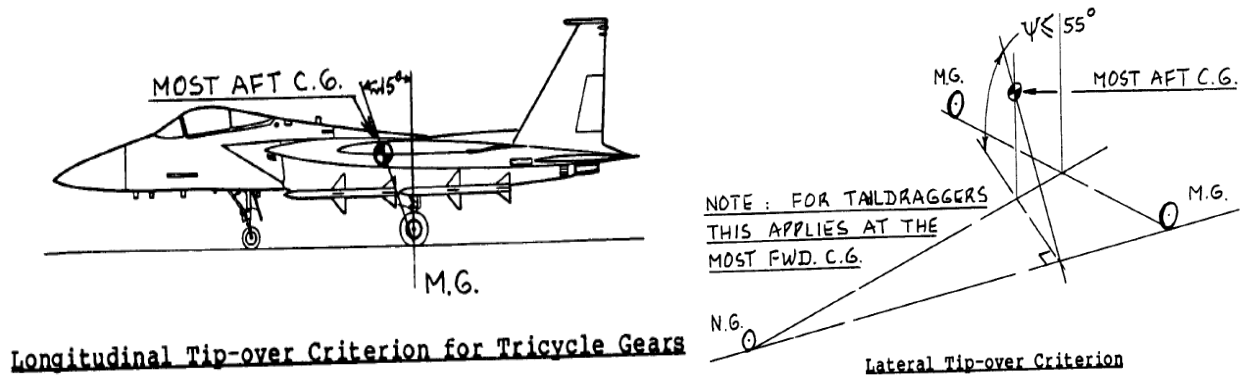 MOST AFT C.G.
≈15°
M.G.
Longitudinal Tip-over Criterion for Tricycle Gears
ψ≤ 55°
M.G.
MOST AFT C.G.
M.G.
NOTE : FOR TAILDRAGGERS
THIS APPLIES AT THE
MOST FWD. C.G.
N.G.
Lateral Tip-over Criterion